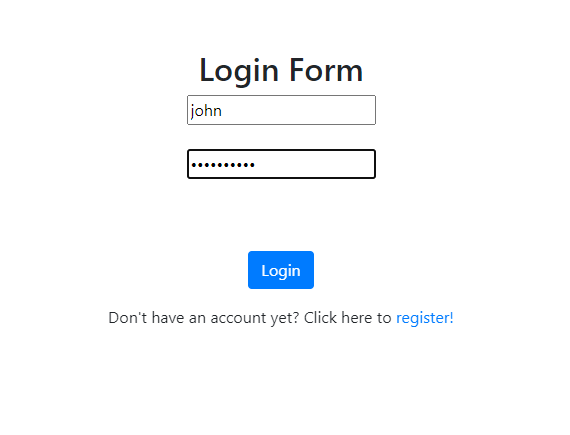 Login Form
john
••••••••••
Login
Don't have an account yet? Click here to register!